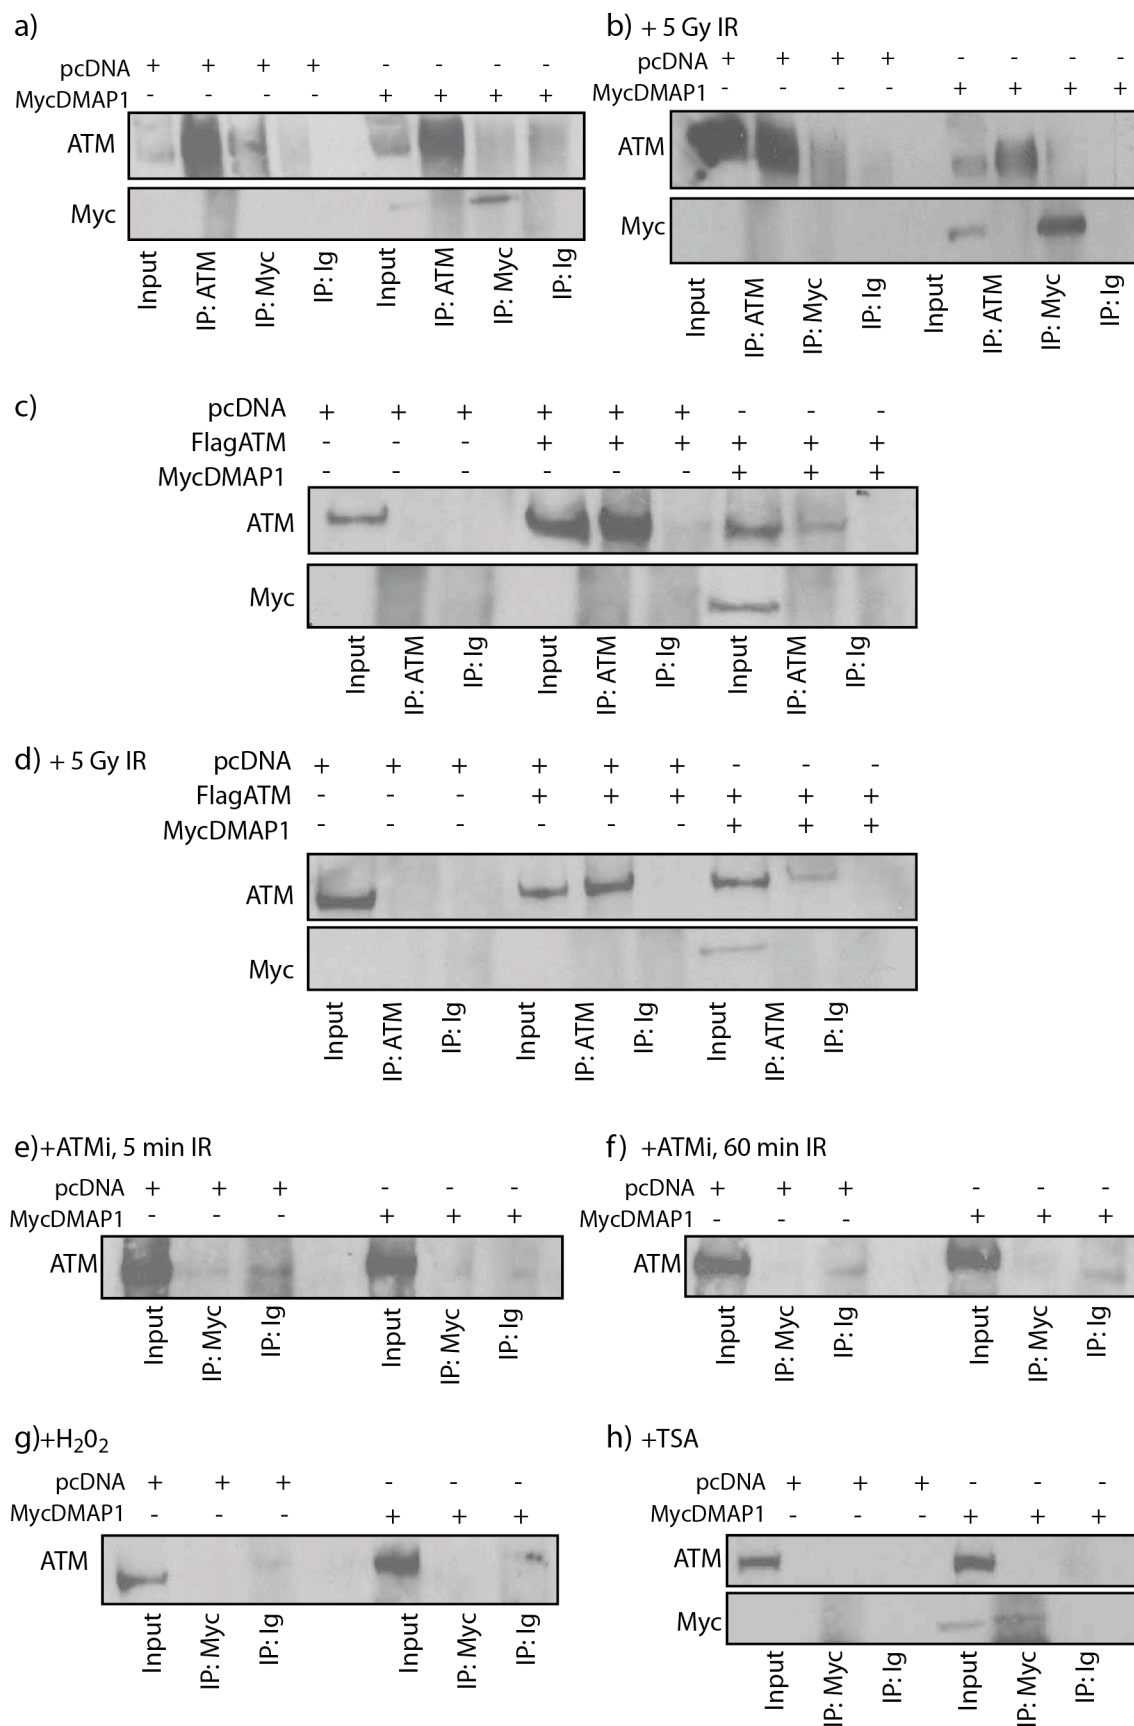 a)
pcDNA + + + + - - - -
MycDMAP1 - - - - + + + +
ATM
Myc
Input IP: ATM IP: Myc IP: Ig Input IP: ATM IP: Myc IP: Ig
b) + 5 Gy IR
pcDNA + + + + - - - -
MycDMAP1 - - - - + + + +
ATM
Myc
Input IP: ATM IP: Myc IP: Ig Input IP: ATM IP: Myc IP: Ig
c)
pcDNA + + + + + + - - -
FlagATM - - - + + + + + +
MycDMAP1 - - - - - - + + +
ATM
Myc
Input IP: ATM IP: Ig Input IP: ATM IP: Ig Input IP: ATM IP: Ig
d) + 5 Gy IR
pcDNA + + + + + + - - -
FlagATM - - - + + + + + +
MycDMAP1 - - - - - - + + +
ATM
Myc
Input IP: ATM IP: Ig Input IP: ATM IP: Ig Input IP: ATM IP: Ig
e)+ATMi, 5 min IR
pcDNA + + + - - -
MycDMAP1 - - - + + +
ATM
Input IP: Myc IP: Ig Input IP: Myc IP: Ig
f) +ATMi, 60 min IR
pcDNA + + + - - -
MycDMAP1 - - - + + +
ATM
Input IP: Myc IP: Ig Input IP: Myc IP: Ig
g)+H₂0₂
pcDNA + + + - - -
MycDMAP1 - - - + + +
ATM
Input IP: Myc IP: Ig Input IP: Myc IP: Ig
h) +TSA
pcDNA + + + - - -
MycDMAP1 - - - + + +
ATM
Myc
Input IP: Myc IP: Ig Input IP: Myc IP: Ig